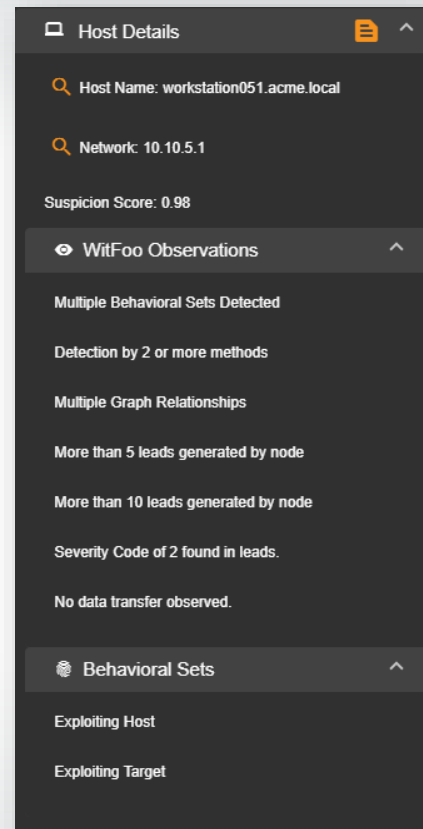 Host Details
Host Name: workstation051.acme.local
Network: 10.10.5.1
Suspicion Score: 0.98
WitFoo Observations
Multiple Behavioral Sets Detected
Detection by 2 or more methods
Multiple Graph Relationships
More than 5 leads generated by node
More than 10 leads generated by node
Severity Code of 2 found in leads.
No data transfer observed.
Behavioral Sets
Exploiting Host
Exploiting Target